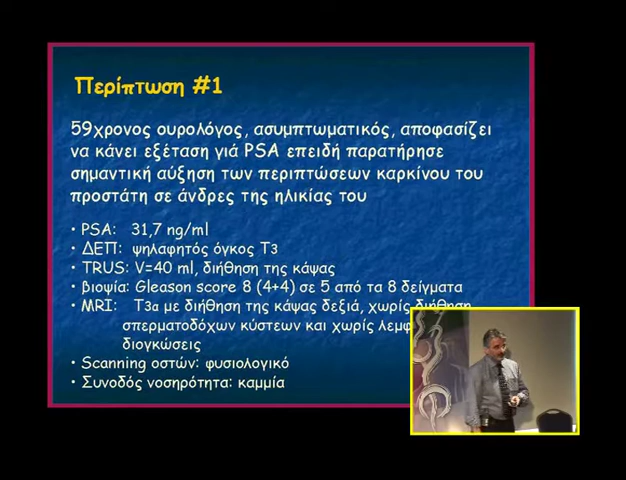 Περίπτωση #1
59χρονος ουρολόγος, ασυμπτωματικός, αποφασίζει
να κάνει εξέταση γιά PSA επειδή παρατήρησε
σημαντική αύξηση των περιπτώσεων καρκίνου του
προστάτη σε άνδρες της ηλικίας του
• PSA: 31,7 ng/ml
• ΔΕΠ: ψηλαφητός όγκος T3
• TRUS: V=40 ml, διήθηση της κάψας
• βιοψία: Gleason score 8 (4+4) σε 5 από τα 8 δείγματα
• MRI: T3α με διήθηση της κάψας δεξιά, χωρίς διήθηση
σπερματοδόχων κύστεων και χωρίς
διογκώσεις
• Scanning οστών: φυσιολογικό
• Συνοδός νοσηρότητα: καμμία